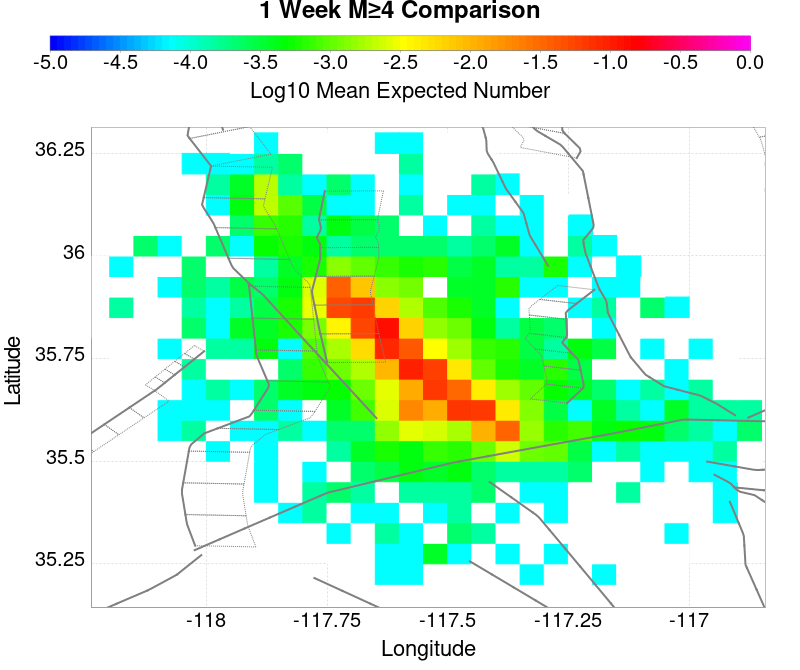 1 Week M≥4 Comparison
-5.0 -4.5 -4.0 -3.5 -3.0 -2.5 -2.0 -1.5 -1.0 -0.5 0.0
Log10 Mean Expected Number
36.25
36
35.75
35.5
35.25
Latitude
-118 -117.75 -117.5 -117.25 -117
Longitude